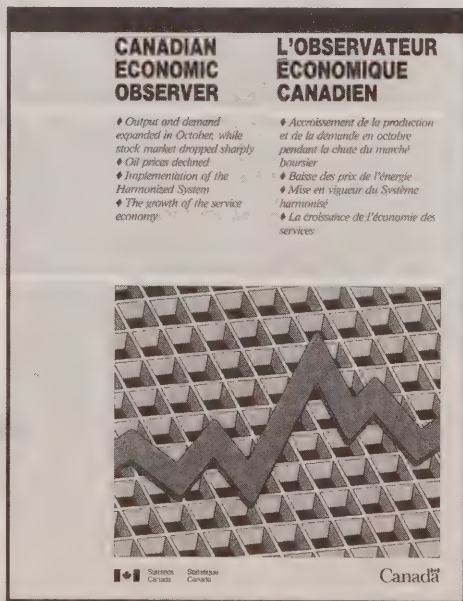 CANADIAN
ECONOMIC
OBSERVER
♦ Output and demand
expanded in October, while
stock market dropped sharply
♦ Oil prices declined
♦ Implementation of the
Harmonized System
♦ The growth of the service
economy
L'OBSERVATEUR
ÉCONOMIQUE
CANADIEN
♦ Accroissement de la production
et de la demande en octobre
pendant la chute du marché
boursier
♦ Baisse des prix de l'énergie
♦ Mise en vigueur du Système
harmonisé
♦ La croissance de l'économie des
services
Statistics
Canada
Statistique
Canada
Canada